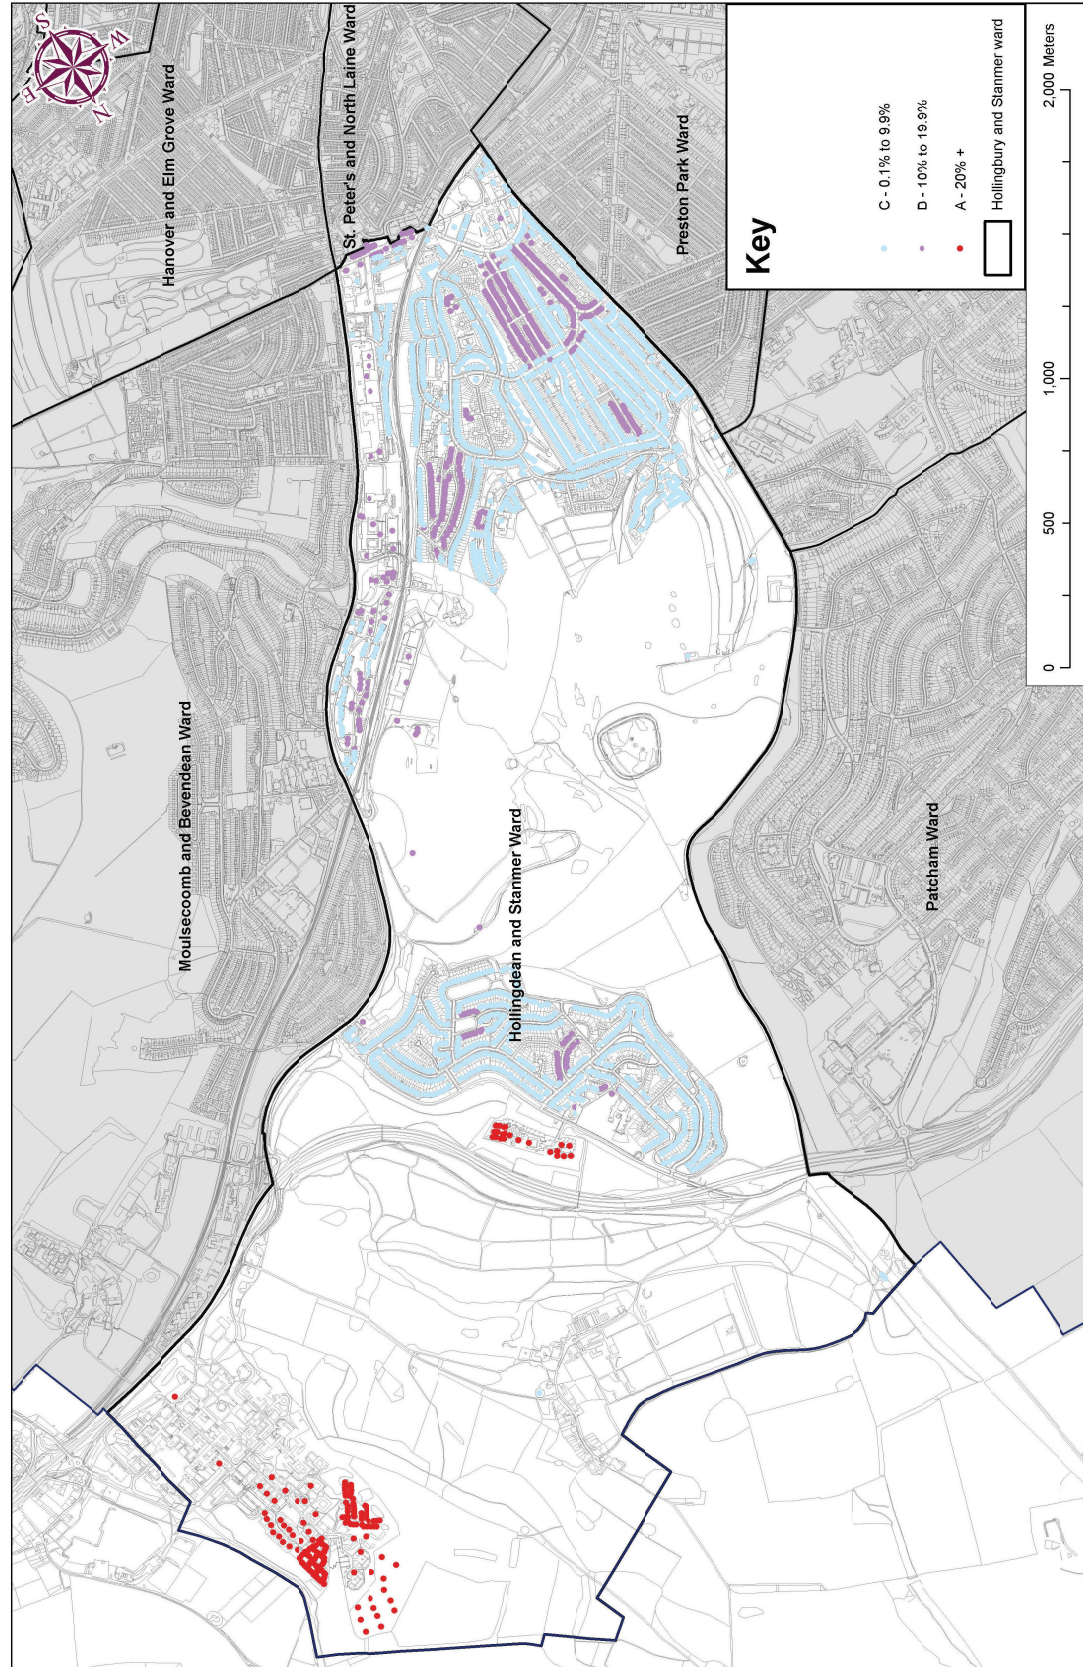 Hanover and Elm Grove Ward
St. Peter's and North Laine Ward
Preston Park Ward
Moulsecoomb and Bevendean Ward
Hollingdean and Stanmer Ward
Patcham Ward
Key
C - 0.1% to 9.9%
D - 10% to 19.9%
A - 20% +
Hollingbury and Stanmer ward
0 500 1,000 2,000 Meters
N
E
S
W